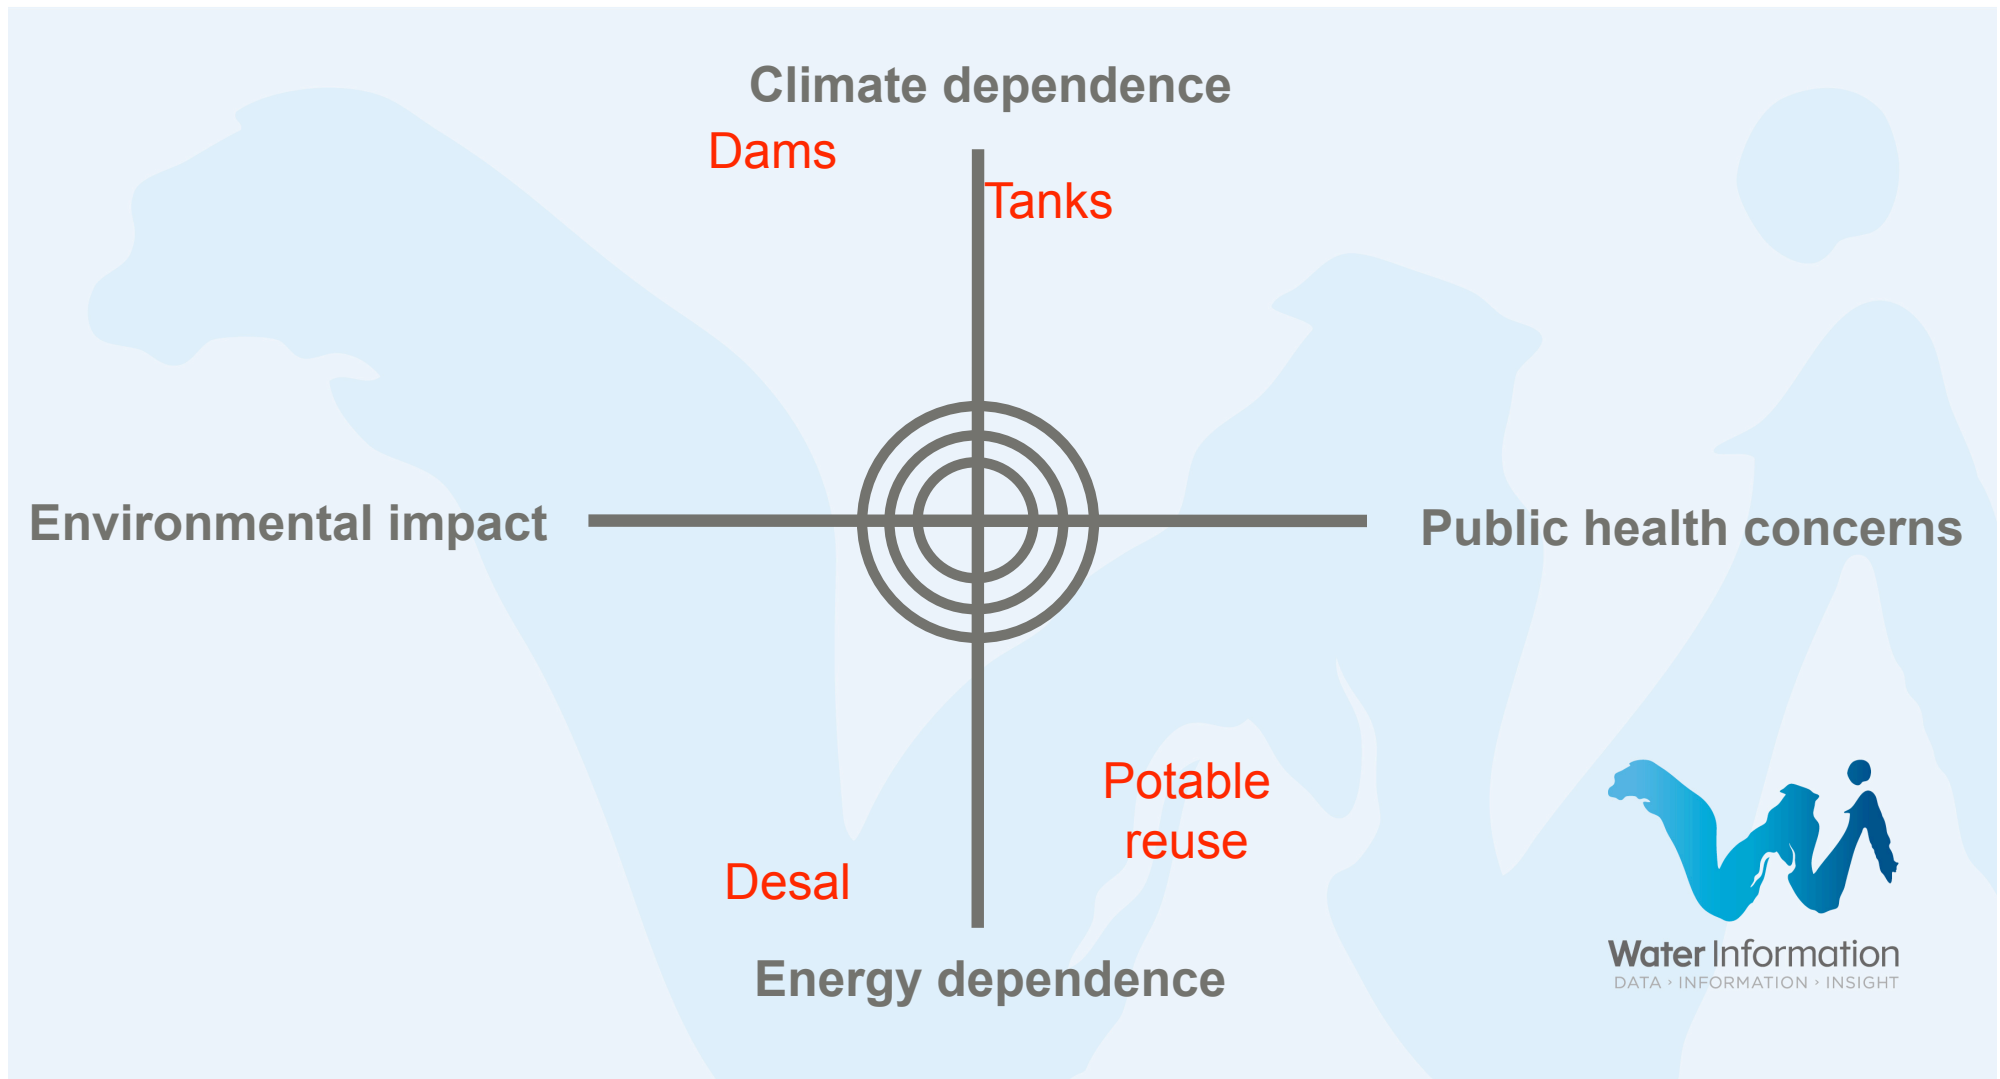 Climate dependence
Dams
Tanks
Environmental impact
Public health concerns
Potable
reuse
Desal
Energy dependence
Water Information
DATA › INFORMATION › INSIGHT